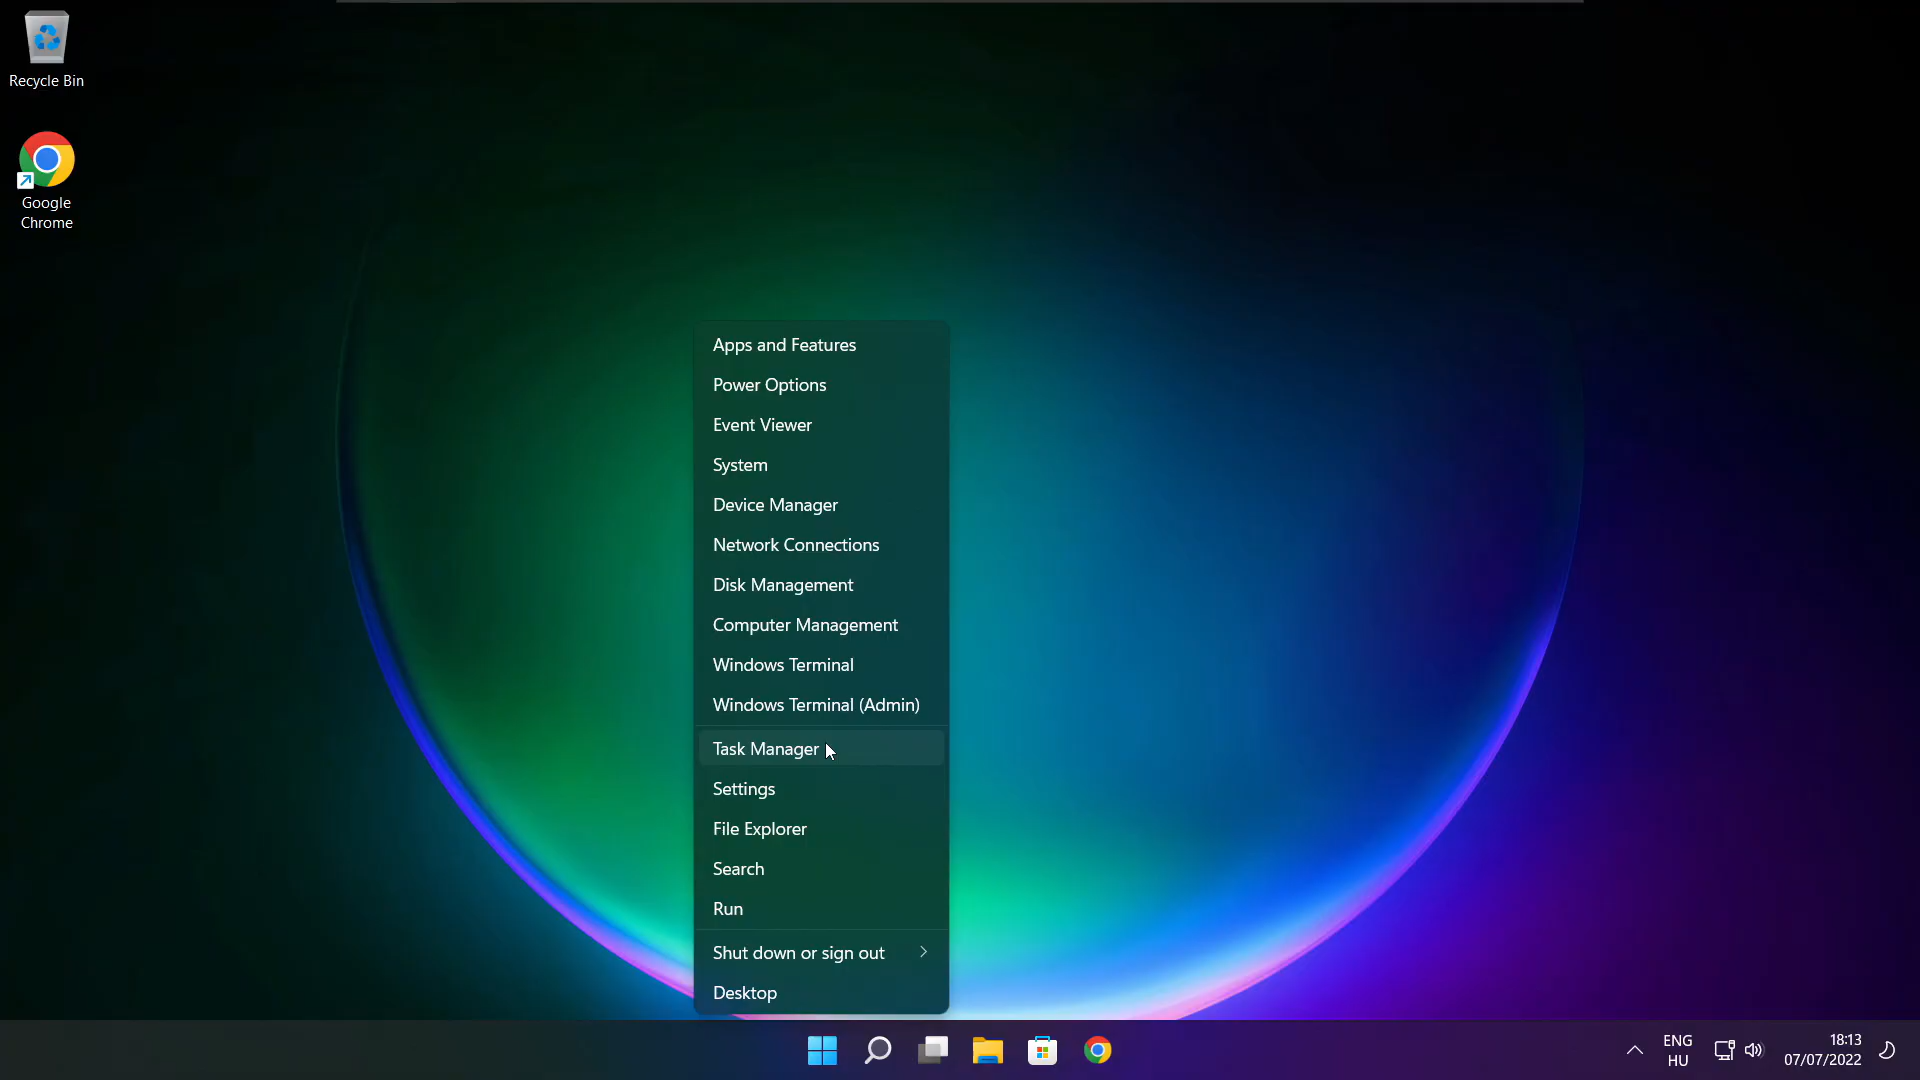 Recycle Bin
Google
Chrome
Apps and Features
Power Options
Event Viewer
System
Device Manager
Network Connections
Disk Management
Computer Management
Windows Terminal
Windows Terminal (Admin)
Task Manager
Settings
File Explorer
Search
Run
Shut down or sign out
Desktop
ENG
HU
18:13
07/07/2022